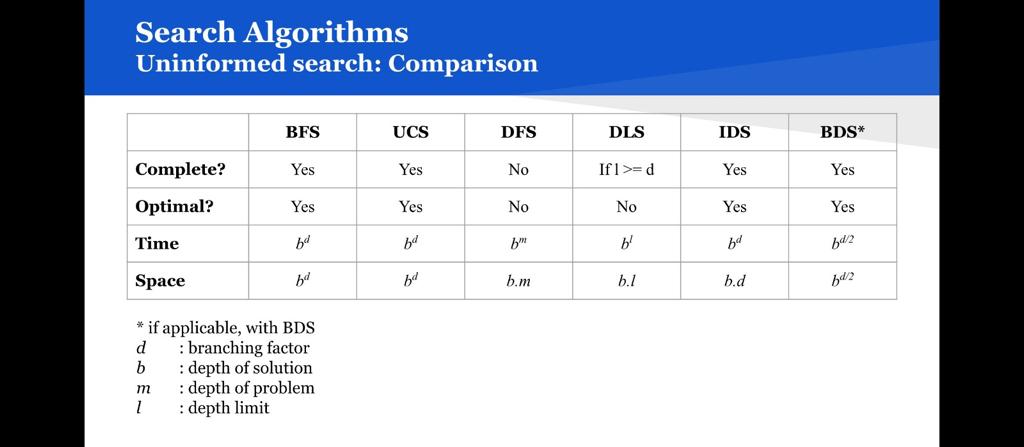 Search Algorithms
Uninformed search: Comparison
BFS UCS DFS DLS IDS BDS*
Complete? Yes Yes No If l >= d Yes Yes
Optimal? Yes Yes No No Yes Yes
Time b^d b^d b^m b^l b^d b^d/2
Space b^d b^d b.m b.l b.d b^d/2
* if applicable, with BDS
d : branching factor
b : depth of solution
m : depth of problem
l : depth limit